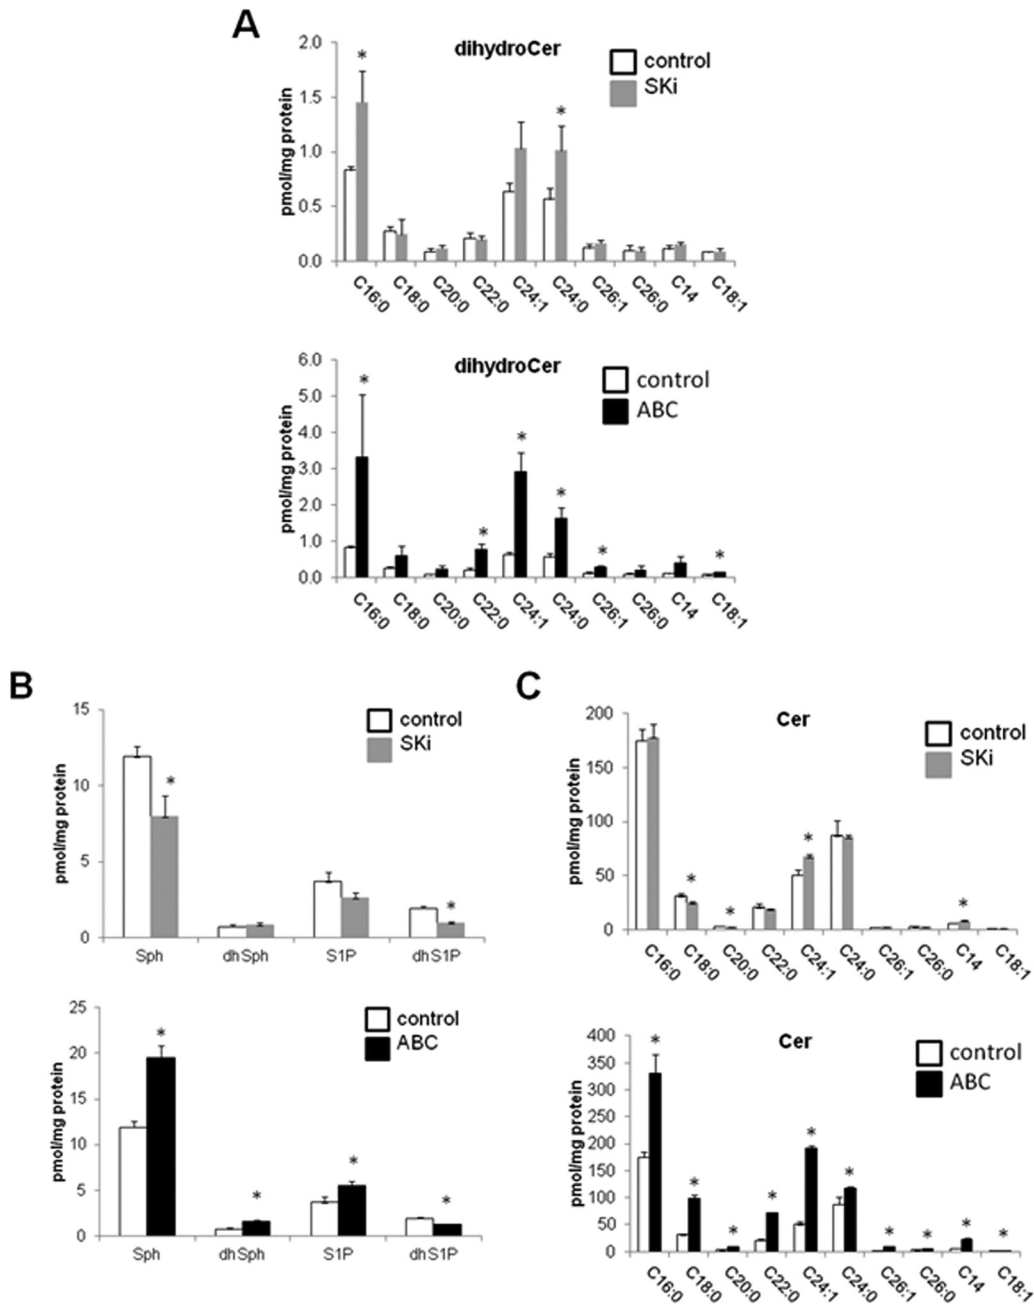 A
dihydroCer
control
SKi
pmol/mg protein
2.0
1.5
1.0
0.5
0.0
*
*
C16:0 C18:0 C20:0 C22:0 C24:1 C24:0 C26:1 C26:0 C14 C18:1
dihydroCer
control
ABC
pmol/mg protein
6.0
5.0
4.0
3.0
2.0
1.0
0.0
* * * * * *
C16:0 C18:0 C20:0 C22:0 C24:1 C24:0 C26:1 C26:0 C14 C18:1
B
control
SKi
pmol/mg protein
15
10
5
0
* *
Sph dhSph S1P dhS1P
control
ABC
pmol/mg protein
25
20
15
10
5
0
* * * *
Sph dhSph S1P dhS1P
C
Cer
control
SKi
pmol/mg protein
200
150
100
50
0
* * * *
C16:0 C18:0 C20:0 C22:0 C24:1 C24:0 C26:1 C26:0 C14 C18:1
Cer
control
ABC
pmol/mg protein
400
350
300
250
200
150
100
50
0
* * * * * * * * * *
C16:0 C18:0 C20:0 C22:0 C24:1 C24:0 C26:1 C26:0 C14 C18:1